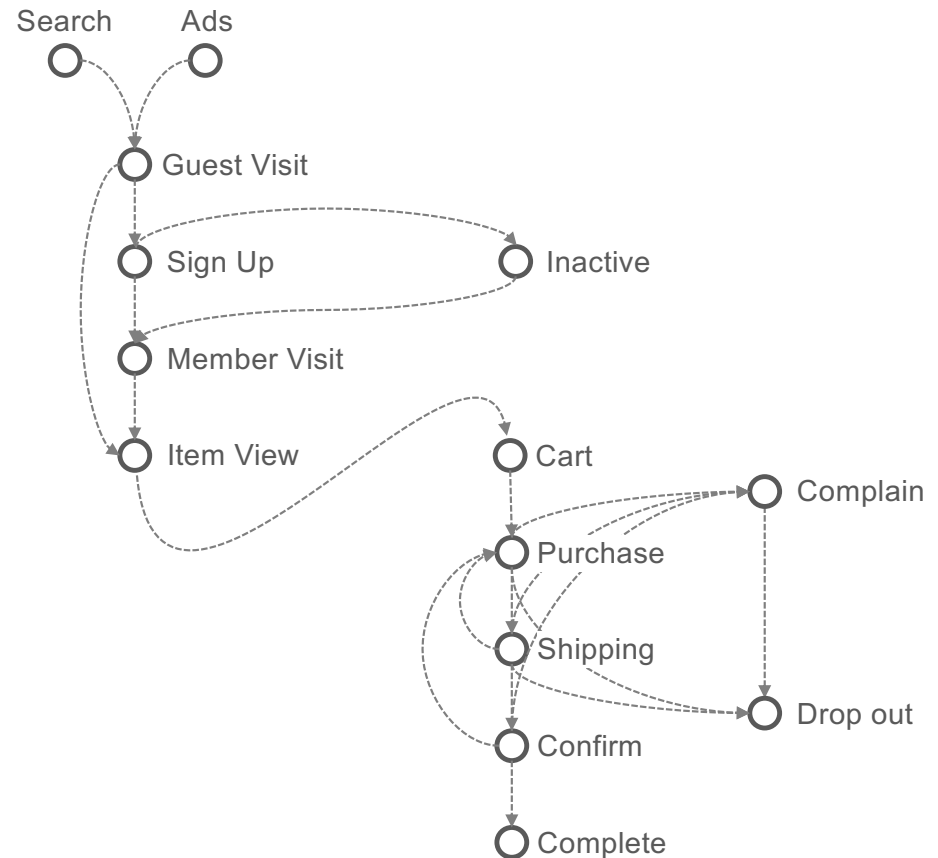 Search
Ads
Guest Visit
Sign Up
Inactive
Member Visit
Item View
Cart
Complain
Purchase
Shipping
Drop out
Confirm
Complete